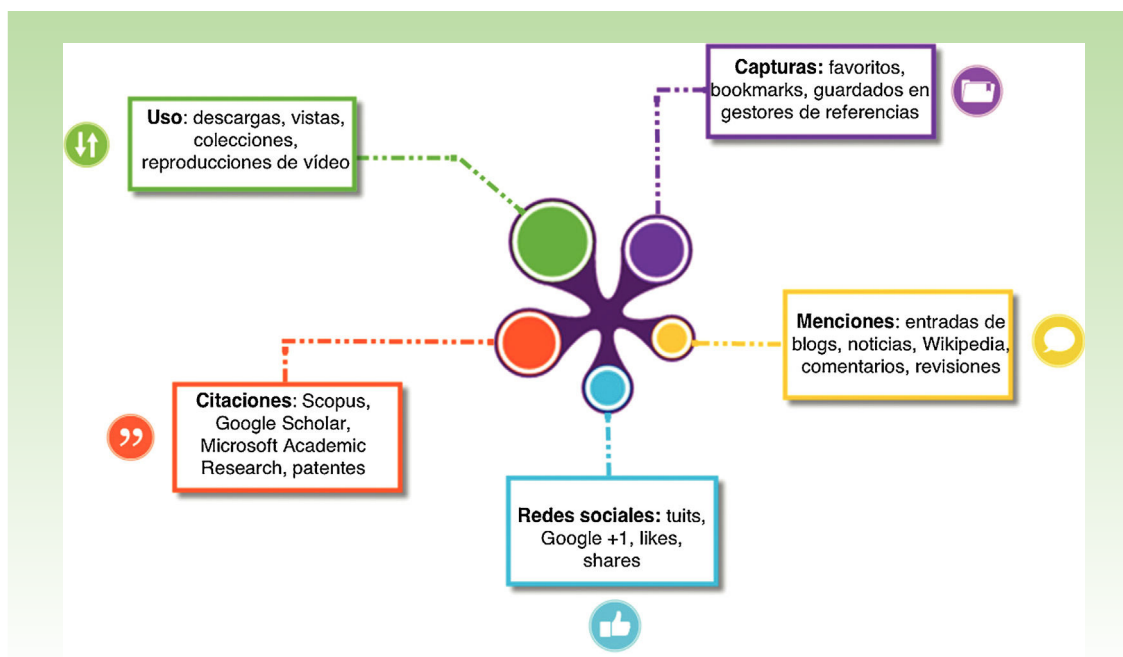 Capturas: favoritos,
bookmarks, guardados en
gestores de referencias
Uso: descargas, vistas,
colecciones,
reproducciones de vídeo
Menciones: entradas de
blogs, noticias, Wikipedia,
comentarios, revisiones
Citaciones: Scopus,
Google Scholar,
Microsoft Academic
Research, patentes
Redes sociales: tuits,
Google +1, likes,
shares